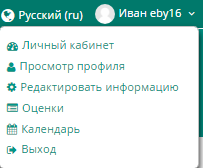 Русский (ru) Иван eby16
Личный кабинет
Просмотр профиля
Редактировать информацию
Оценки
Календарь
Выход